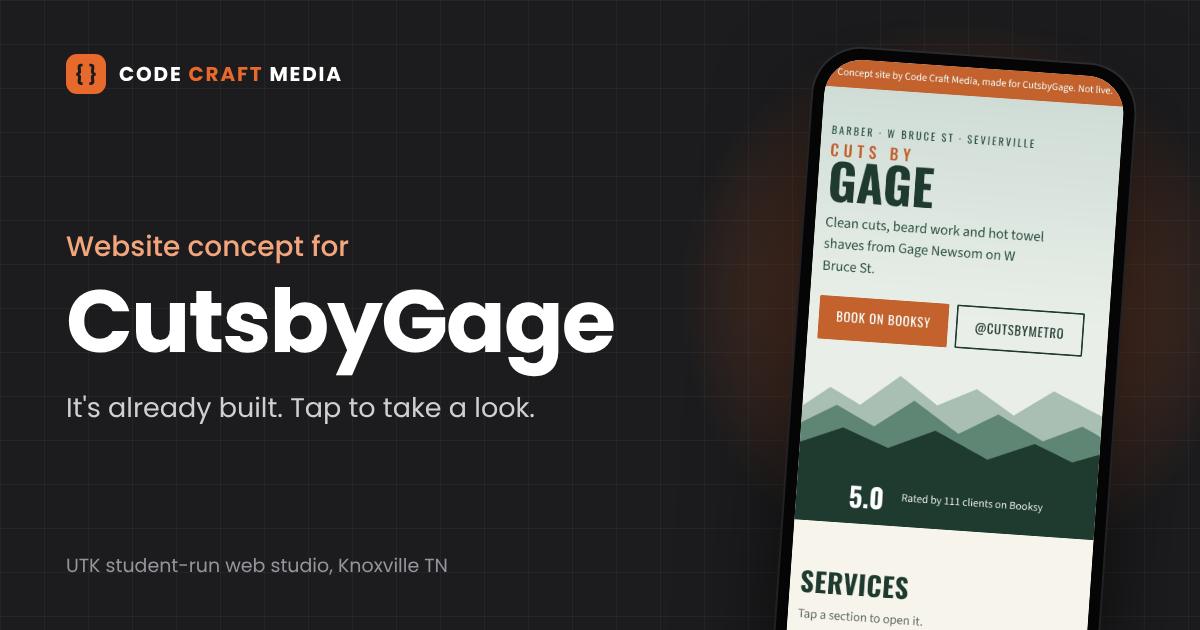 { } CODE CRAFT MEDIA
Website concept for
CutsbyGage
It's already built. Tap to take a look.
UTK student-run web studio, Knoxville TN
Concept site by Code Craft Media, made for CutsbyGage. Not live.
BARBER · W BRUCE ST · SEVIERVILLE
CUTS BY
GAGE
Clean cuts, beard work and hot towel
shaves from Gage Newsom on W
Bruce St.
BOOK ON BOOKSY
@CUTSBYMETRO
5.0
Rated by 111 clients on Booksy
SERVICES
Tap a section to open it.